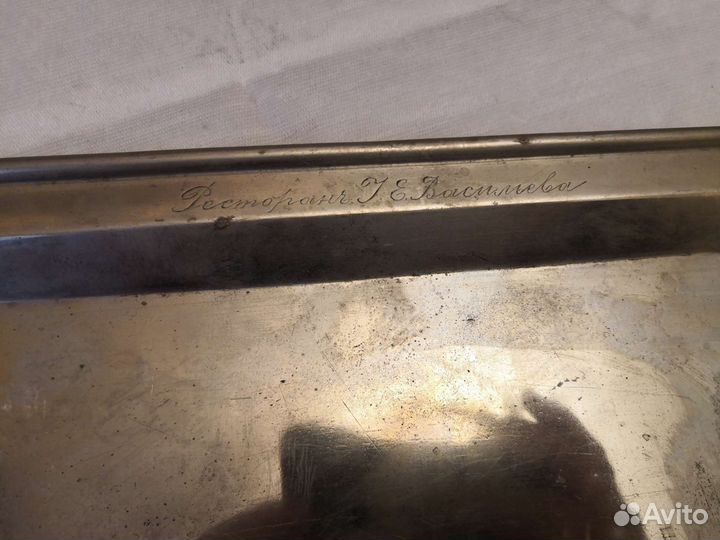 Ресторанъ І. Е. Васильева
Avito